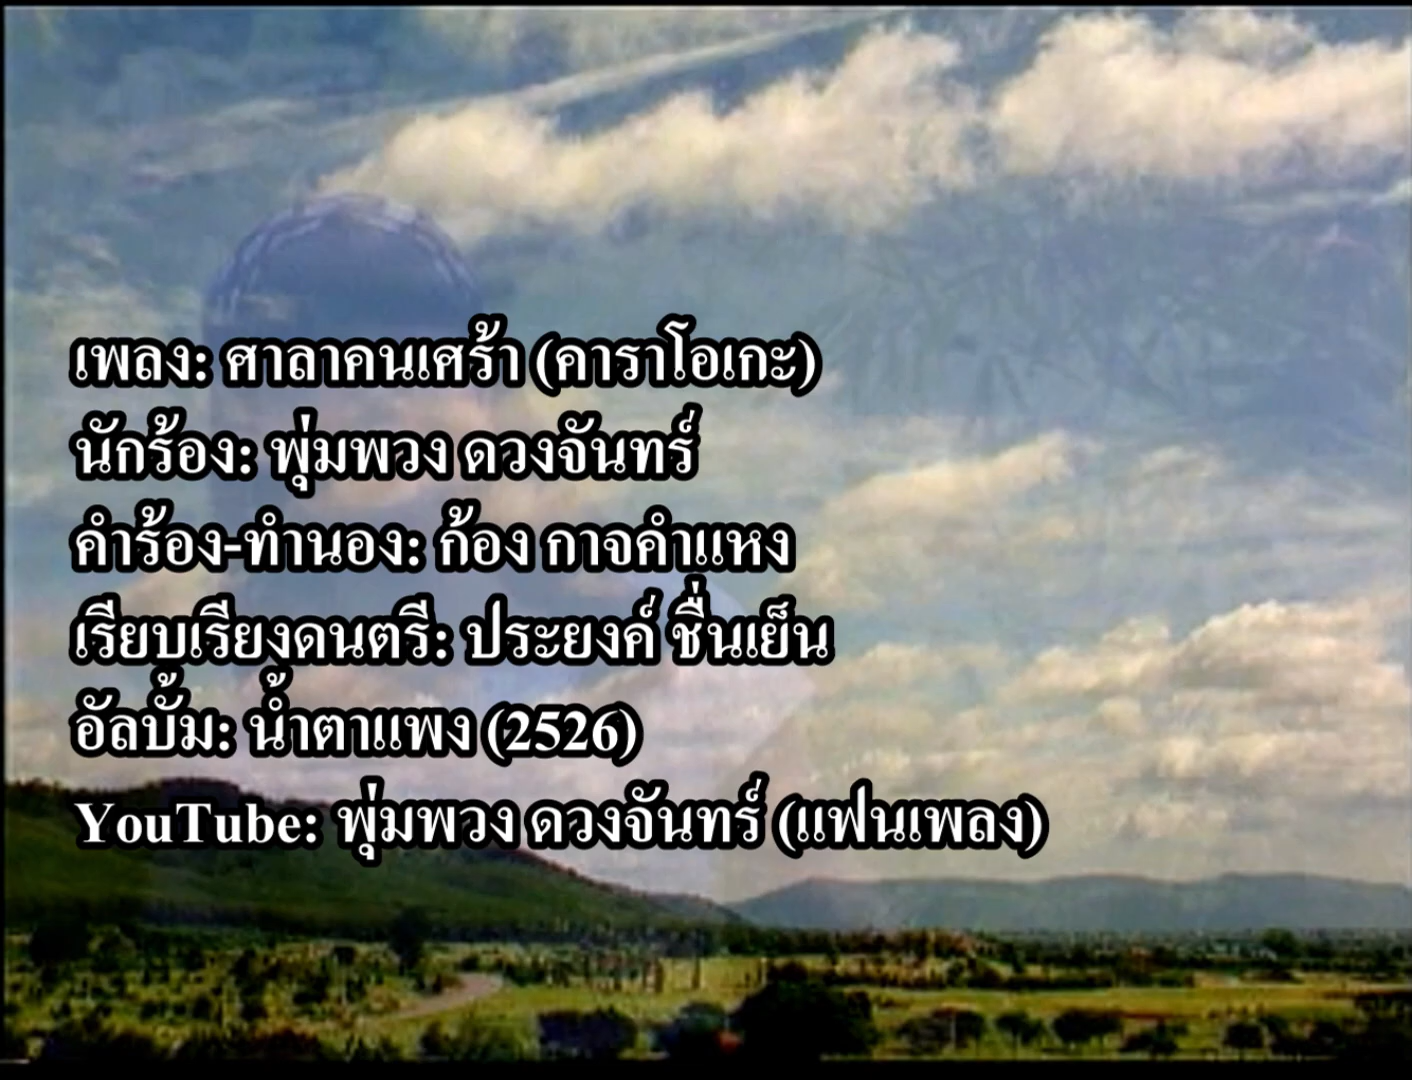 เพลง: ศาลาคนเศร้า (คาราโอเกะ)
นักร้อง: พุ่มพวง ดวงจันทร์
คำร้อง-ทำนอง: ก้อง กาจคำแหง
เรียบเรียงดนตรี: ประยงค์ ชื่นเย็น
อัลบั้ม: น้ำตาแพง (2526)
YouTube: พุ่มพวง ดวงจันทร์ (แฟนเพลง)